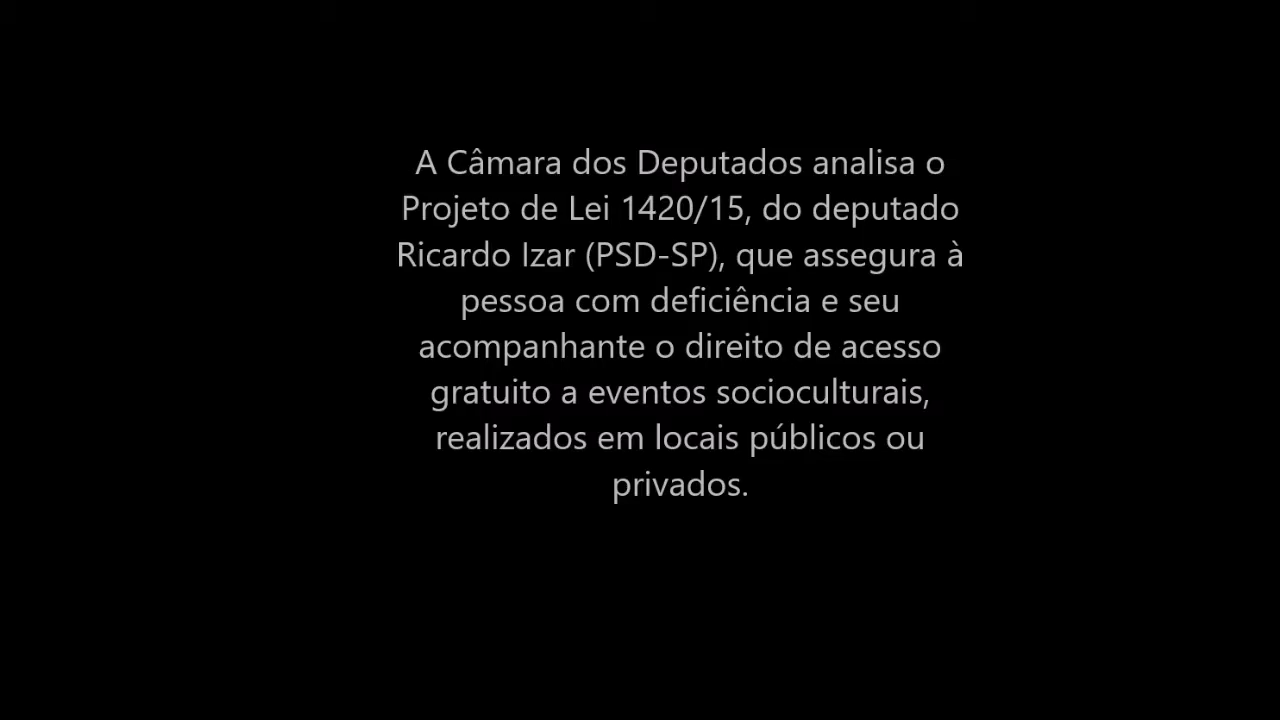 A Câmara dos Deputados analisa o
Projeto de Lei 1420/15, do deputado
Ricardo Izar (PSD-SP), que assegura à
pessoa com deficiência e seu
acompanhante o direito de acesso
gratuito a eventos socioculturais,
realizados em locais públicos ou
privados.